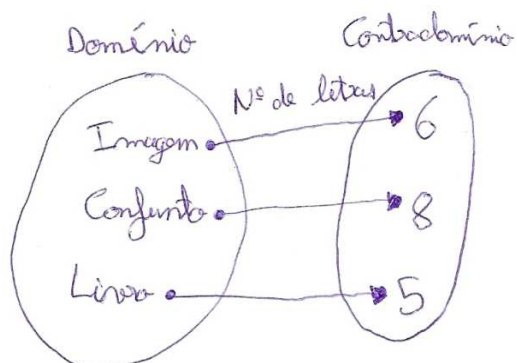 Domínio
Contradomínio
Nº de letras
Imagem
6
Conjunto
8
Livro
5